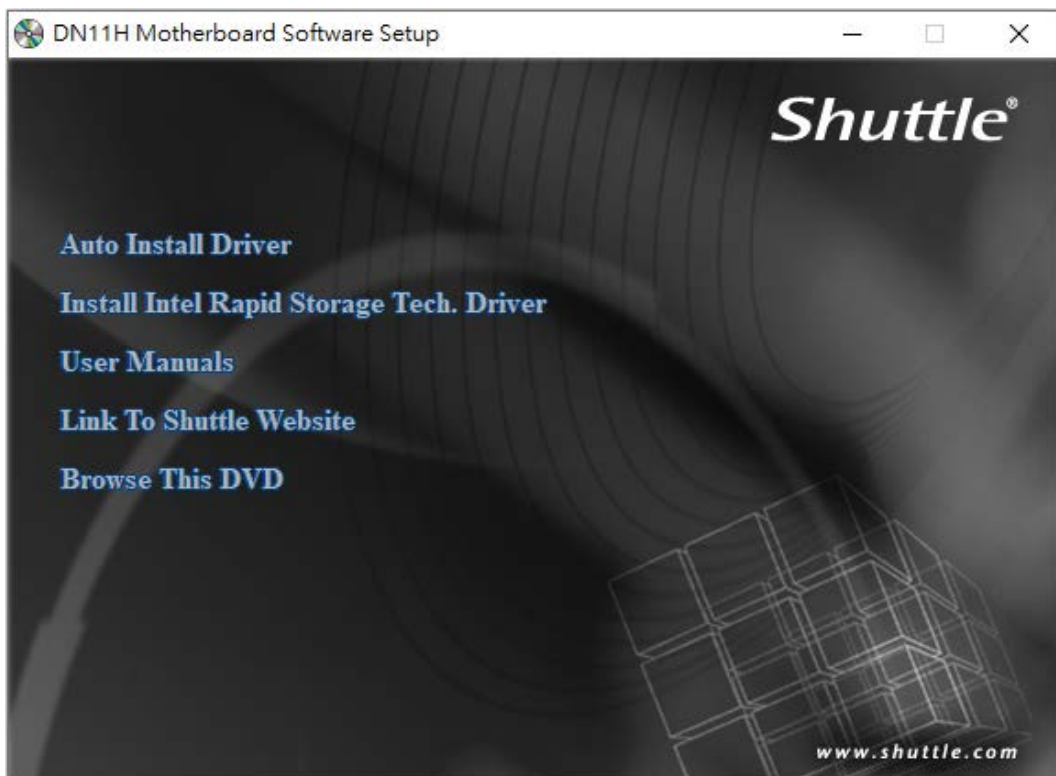 DN11H Motherboard Software Setup
Shuttle®
Auto Install Driver
Install Intel Rapid Storage Tech. Driver
User Manuals
Link To Shuttle Website
Browse This DVD
www.shuttle.com